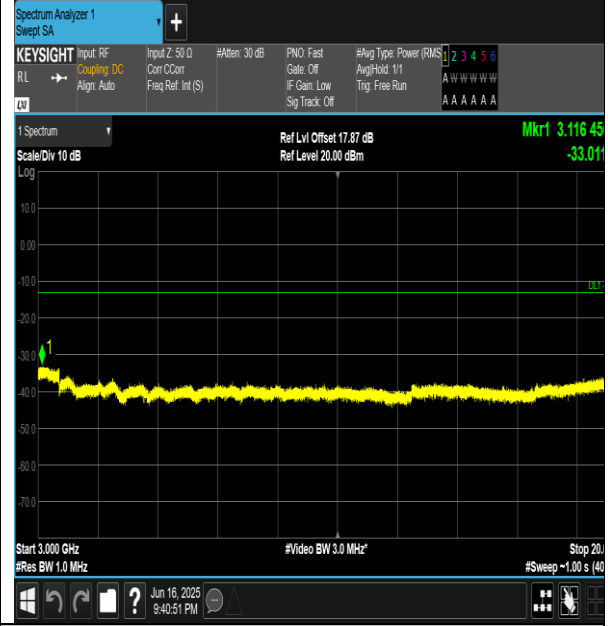 Spectrum Analyzer 1
Swept SA
+
KEYSIGHT
RL
LXI
Input: RF
Coupling: DC
Align: Auto
Input Z: 50 Ω
Corr CCorr
Freq Ref: Int (S)
#Atten: 30 dB
PNO: Fast
Gate: Off
IF Gain: Low
Sig Track: Off
#Avg Type: Power (RMS
Avg|Hold: 1/1
Trig: Free Run
1 2 3 4 5 6
A W W W W W
A A A A A A
1 Spectrum
Scale/Div 10 dB
Log
Ref Lvl Offset 17.87 dB
Ref Level 20.00 dBm
Mkr1 3.116 45
-33.011
10.0
0.00
-10.0
DL1
-20.0
-30.0
1
-40.0
-50.0
-60.0
-70.0
Start 3.000 GHz
#Res BW 1.0 MHz
#Video BW 3.0 MHz*
Stop 20.
#Sweep ~1.00 s (40
?
Jun 16, 2025
9:40:51 PM